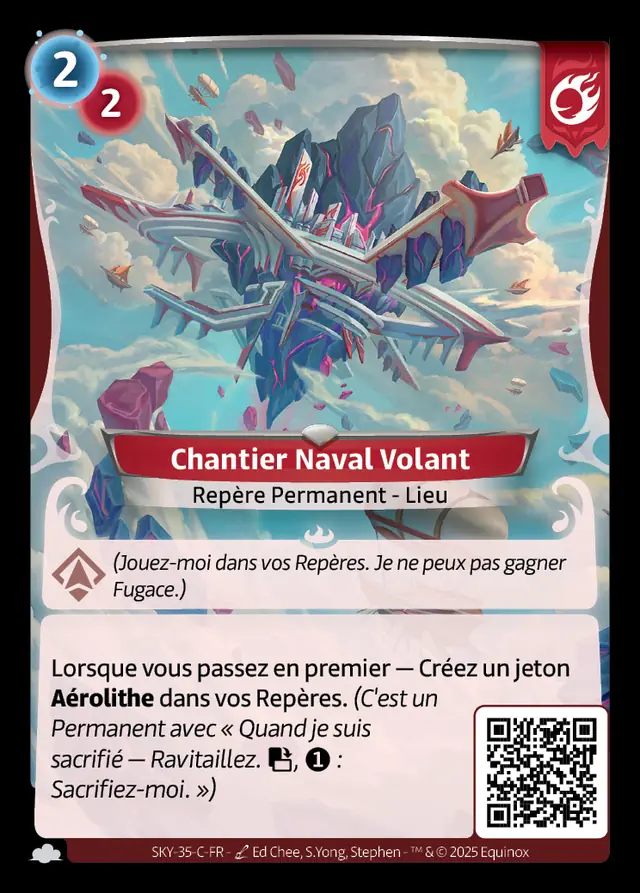 2
2
Chantier Naval Volant
Repère Permanent - Lieu
(Jouez-moi dans vos Repères. Je ne peux pas gagner
Fugace.)
Lorsque vous passez en premier — Créez un jeton
Aérolithe dans vos Repères. (C'est un
Permanent avec « Quand je suis
sacrifié — Ravitaillez. , 1 :
Sacrifiez-moi. »)
SKY-35-C-FR - Ed Chee, S.Yong, Stephen - ™ & © 2025 Equinox